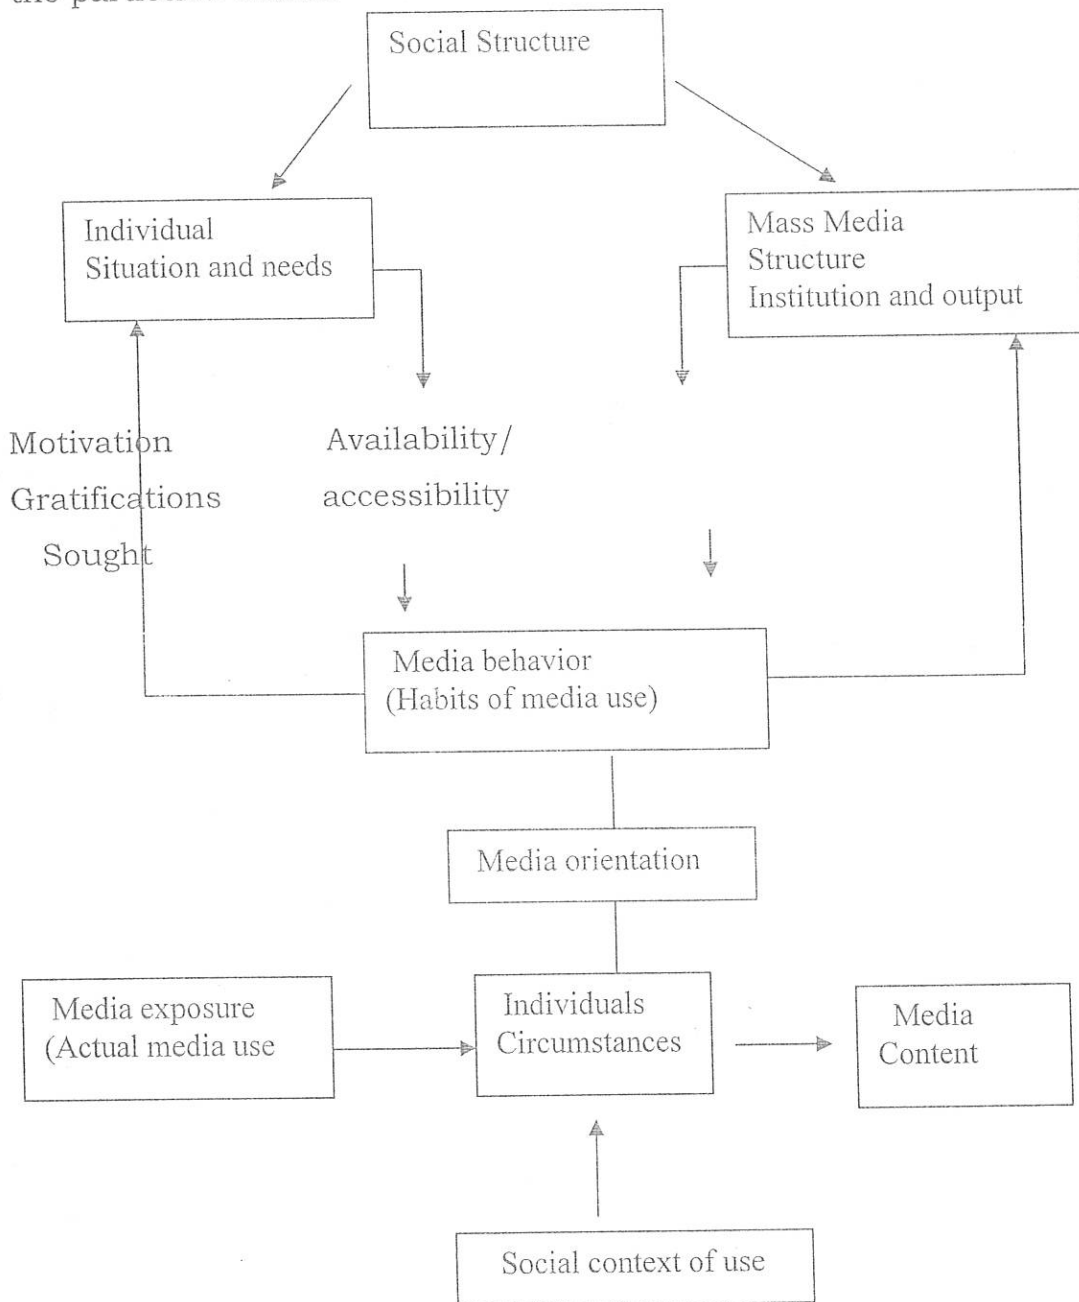 Social Structure
Individual
Situation and needs
Mass Media
Structure
Institution and output
Motivation
Gratifications
Sought
Availability/
accessibility
Media behavior
(Habits of media use)
Media orientation
Media exposure
(Actual media use
Individuals
Circumstances
Media
Content
Social context of use